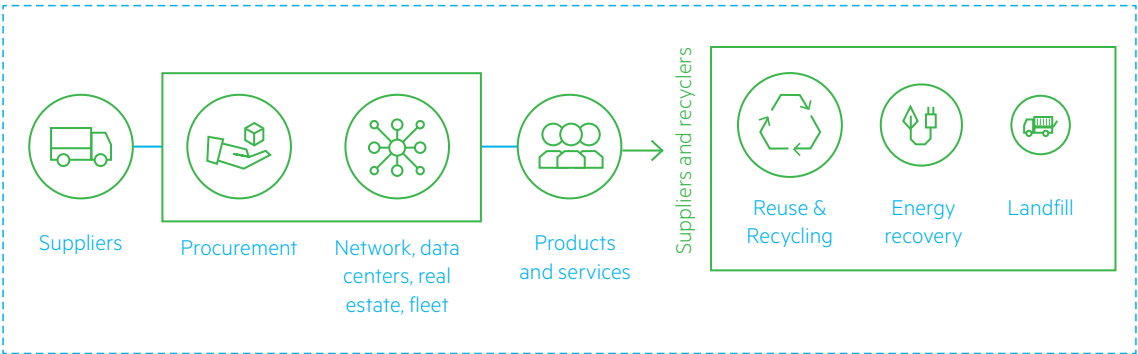 Suppliers
Procurement
Network, data
centers, real
estate, fleet
Products
and services
Suppliers and recyclers
Reuse &
Recycling
Energy
recovery
Landfill